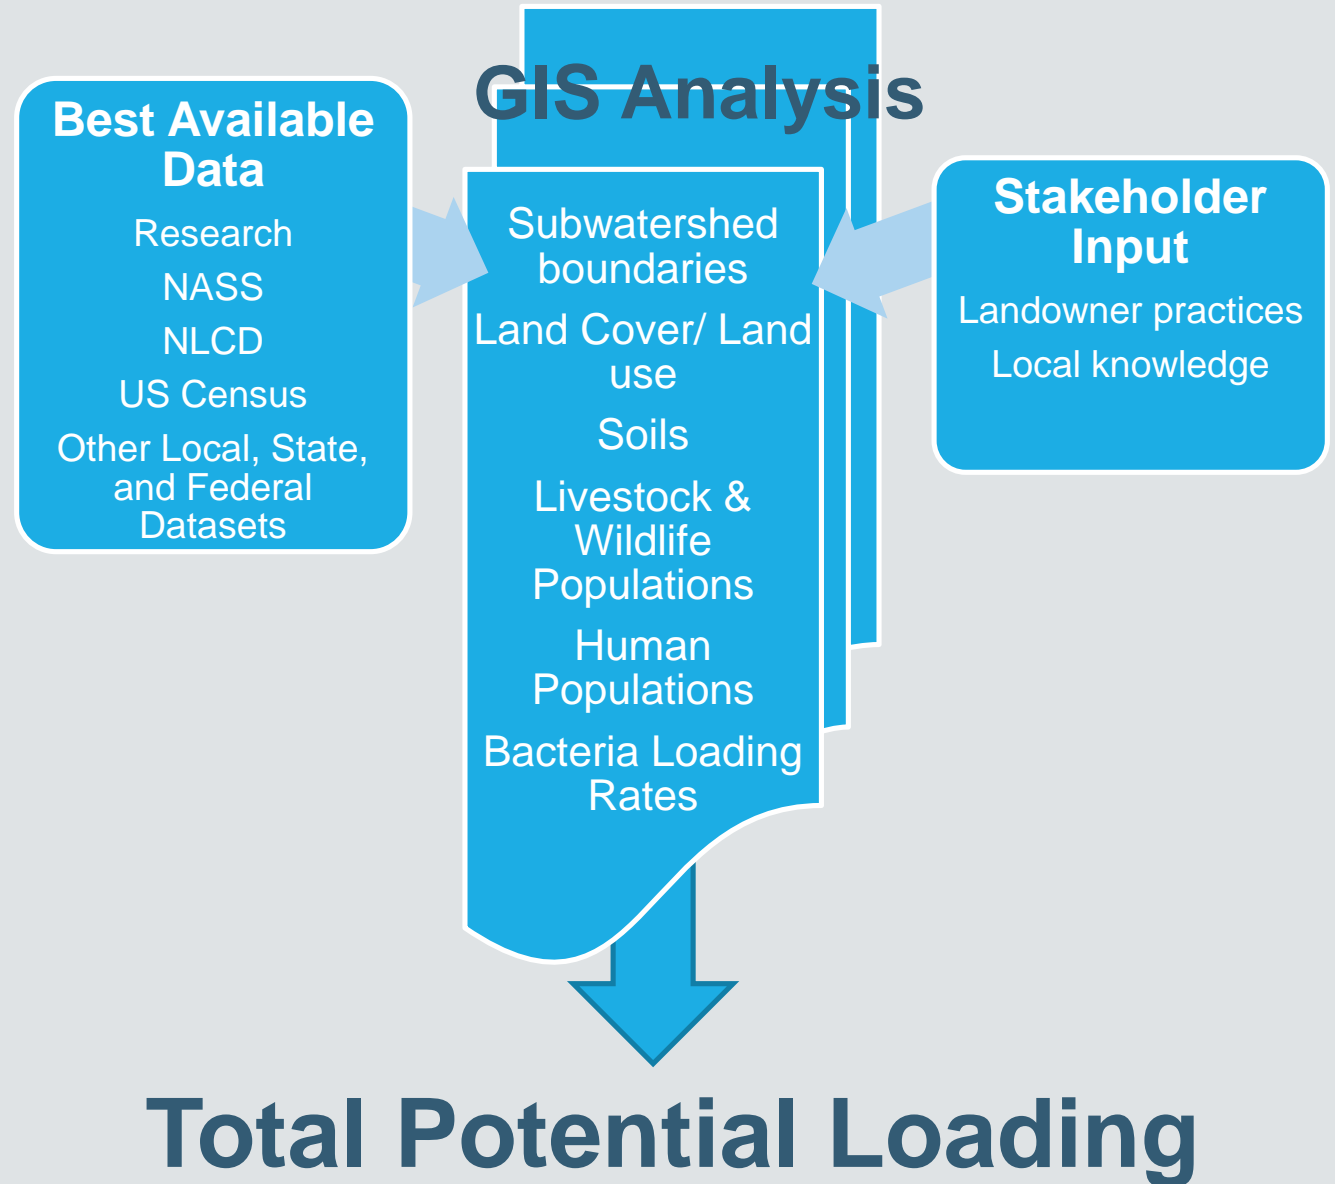 GIS Analysis
Best Available
Data
Research
NASS
NLCD
US Census
Other Local, State,
and Federal
Datasets
Subwatershed
boundaries
Land Cover/ Land
use
Soils
Livestock &
Wildlife
Populations
Human
Populations
Bacteria Loading
Rates
Stakeholder
Input
Landowner practices
Local knowledge
Total Potential Loading